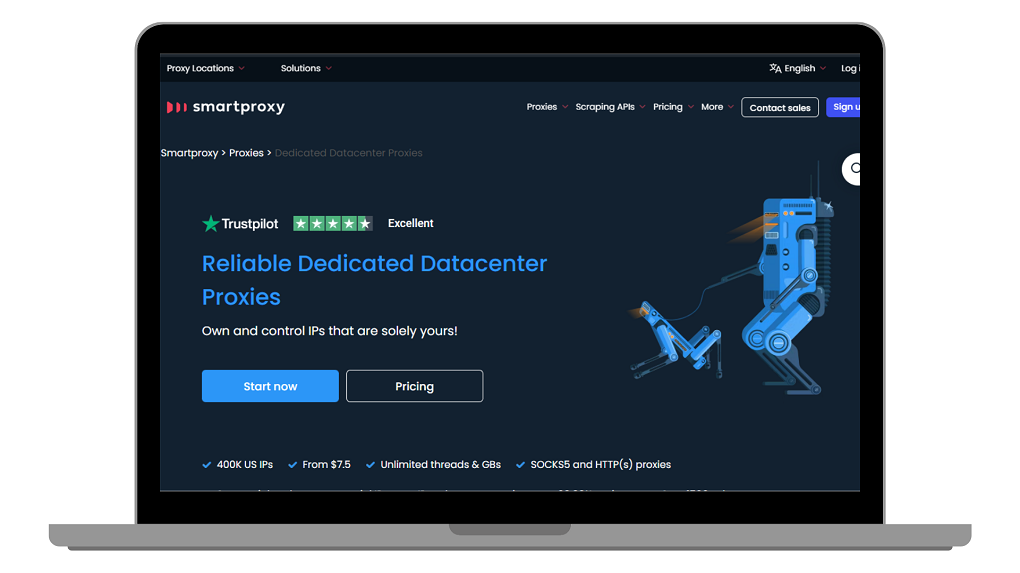 Proxy Locations Solutions English Log
smartproxy Proxies Scraping APIs Pricing More Contact sales Sign
Smartproxy > Proxies > Dedicated Datacenter Proxies
Trustpilot Excellent
Reliable Dedicated Datacenter
Proxies
Own and control IPs that are solely yours!
Start now Pricing
400K US IPs From $7.5 Unlimited threads & GBs SOCKS5 and HTTP(s) proxies